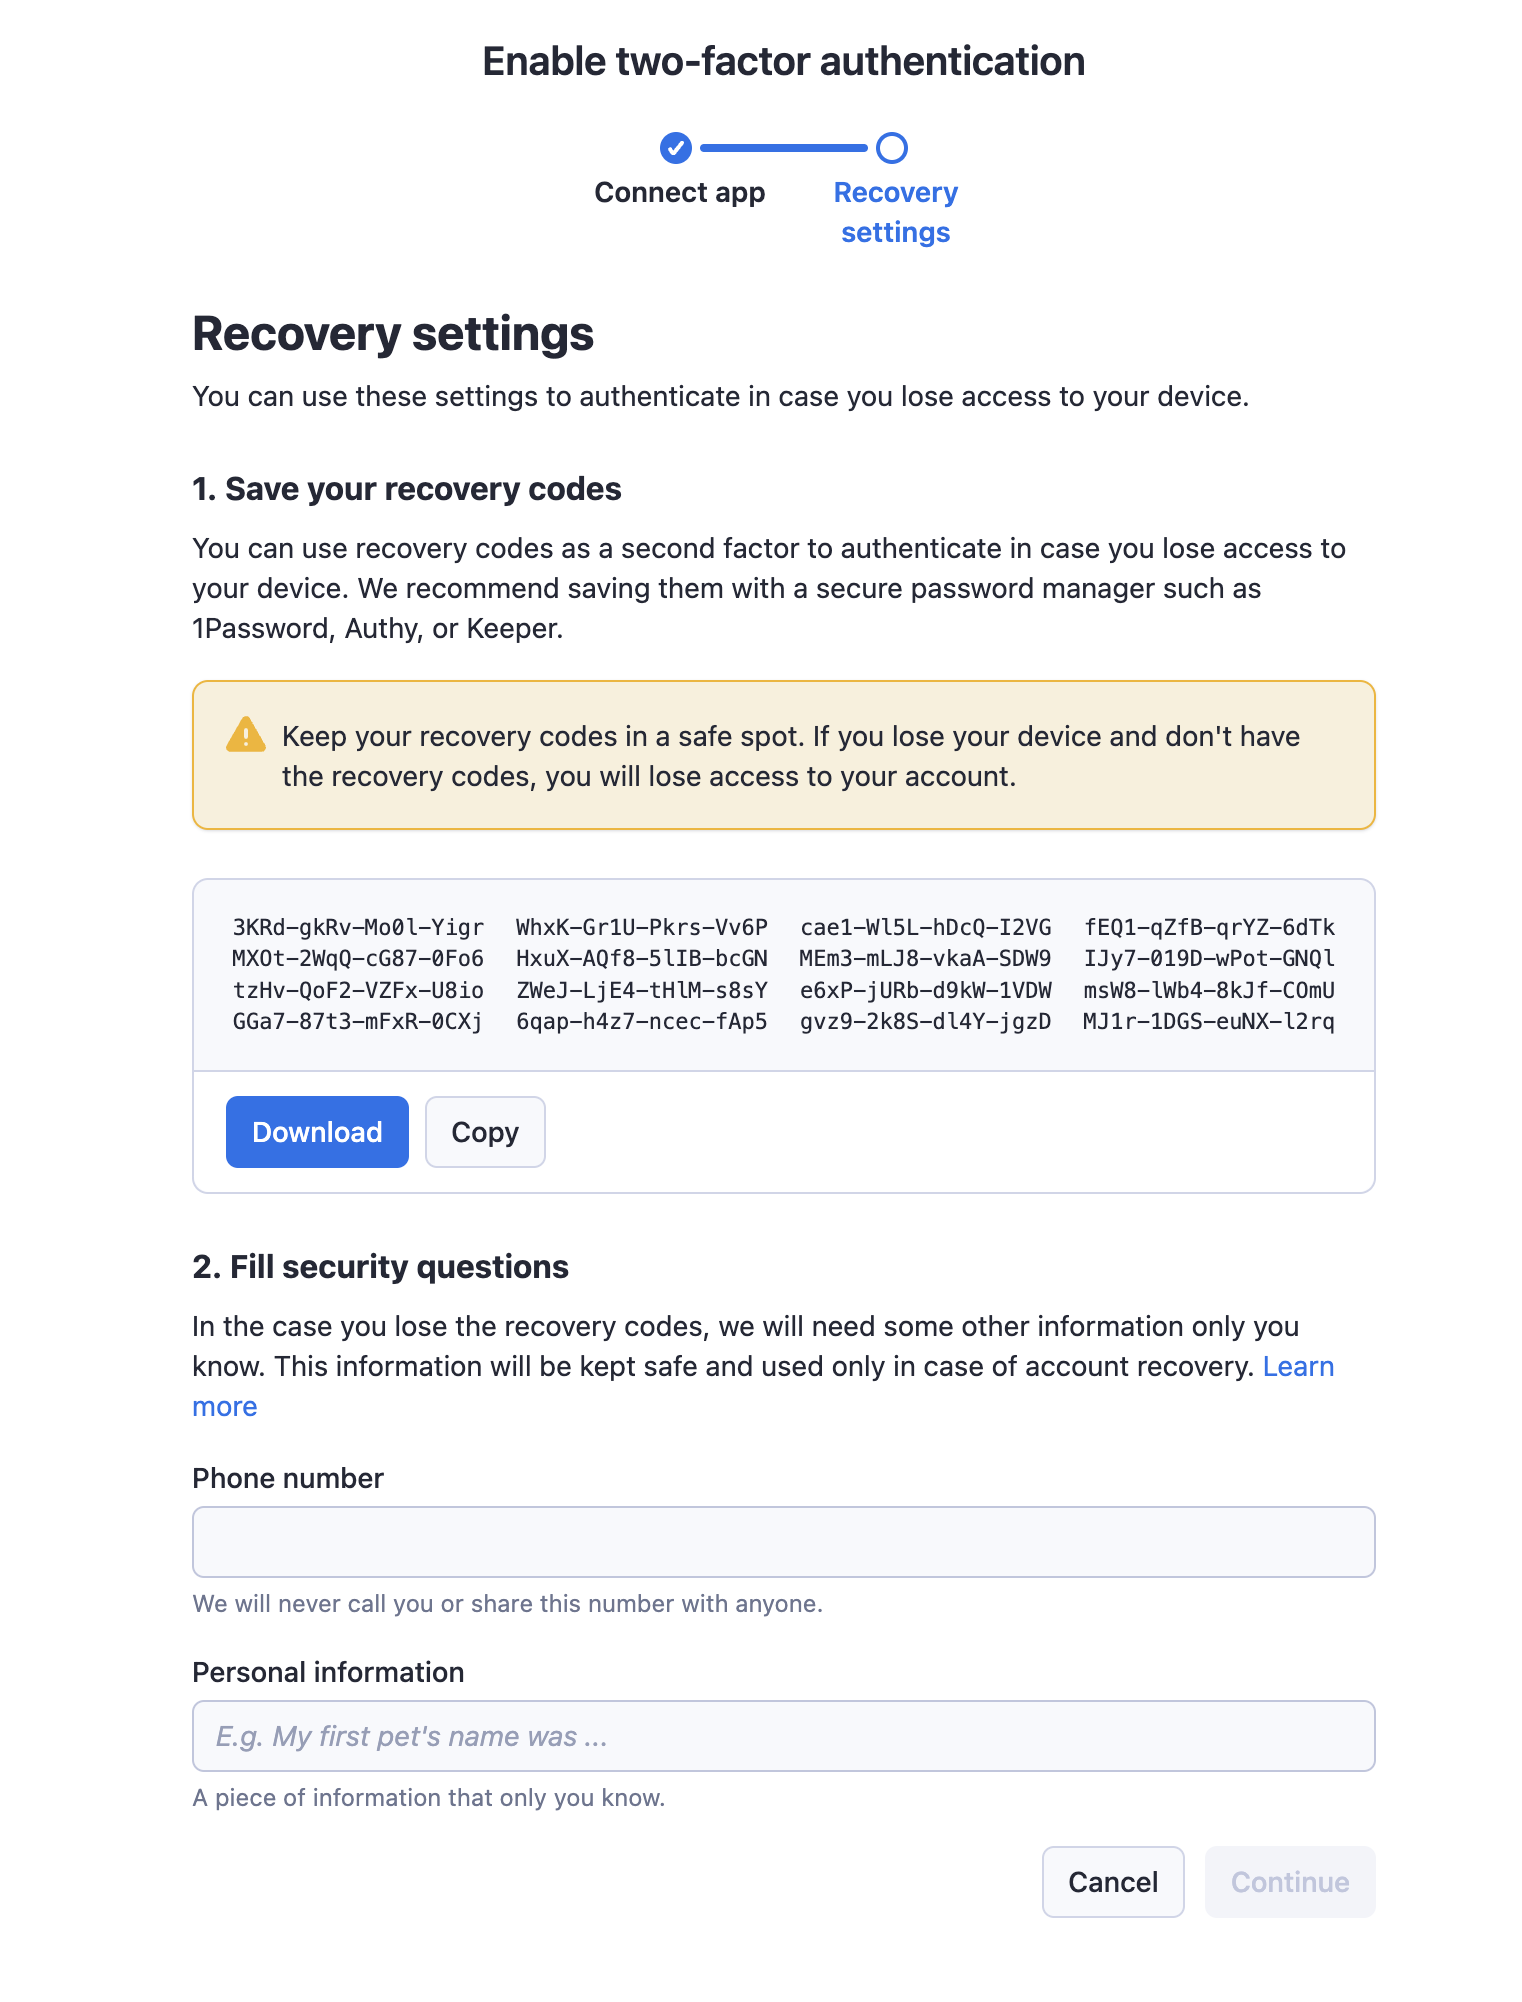 Enable two-factor authentication
Connect app
Recovery
settings
Recovery settings
You can use these settings to authenticate in case you lose access to your device.
1. Save your recovery codes
You can use recovery codes as a second factor to authenticate in case you lose access to
your device. We recommend saving them with a secure password manager such as
1Password, Authy, or Keeper.
Keep your recovery codes in a safe spot. If you lose your device and don't have
the recovery codes, you will lose access to your account.
3KRd-gkRv-Mo0l-Yigr WhxK-Gr1U-Pkrs-Vv6P cae1-Wl5L-hDcQ-I2VG fEQ1-qZfB-qrYZ-6dTk
MXOt-2WqQ-cG87-0Fo6 HxuX-AQf8-5lIB-bcGN MEm3-mLJ8-vkaA-SDW9 IJy7-019D-wPot-GNQl
tzHv-QoF2-VZFx-U8io ZWeJ-LjE4-tHlM-s8sY e6xP-jURb-d9kW-1VDW msW8-lWb4-8kJf-COmU
GGa7-87t3-mFxR-0CXj 6qap-h4z7-ncec-fAp5 gvz9-2k8S-dl4Y-jgzD MJ1r-1DGS-euNX-l2rq
Download
Copy
2. Fill security questions
In the case you lose the recovery codes, we will need some other information only you
know. This information will be kept safe and used only in case of account recovery. Learn
more
Phone number
We will never call you or share this number with anyone.
Personal information
E.g. My first pet's name was ...
A piece of information that only you know.
Cancel
Continue